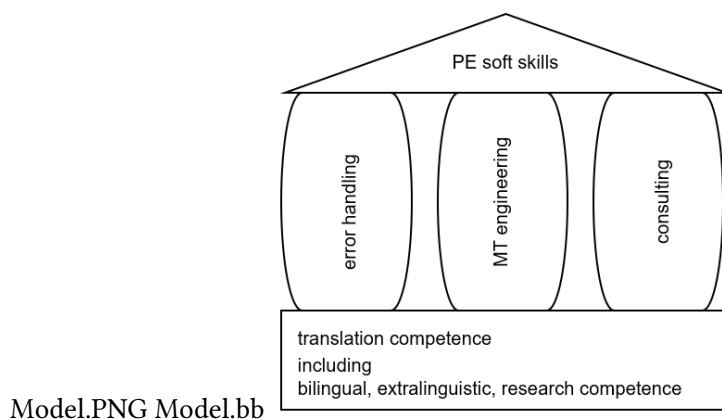 PE soft skills
error handling
MT engineering
consulting
translation competence
including
bilingual, extralinguistic, research competence
Model.PNG Model.bb